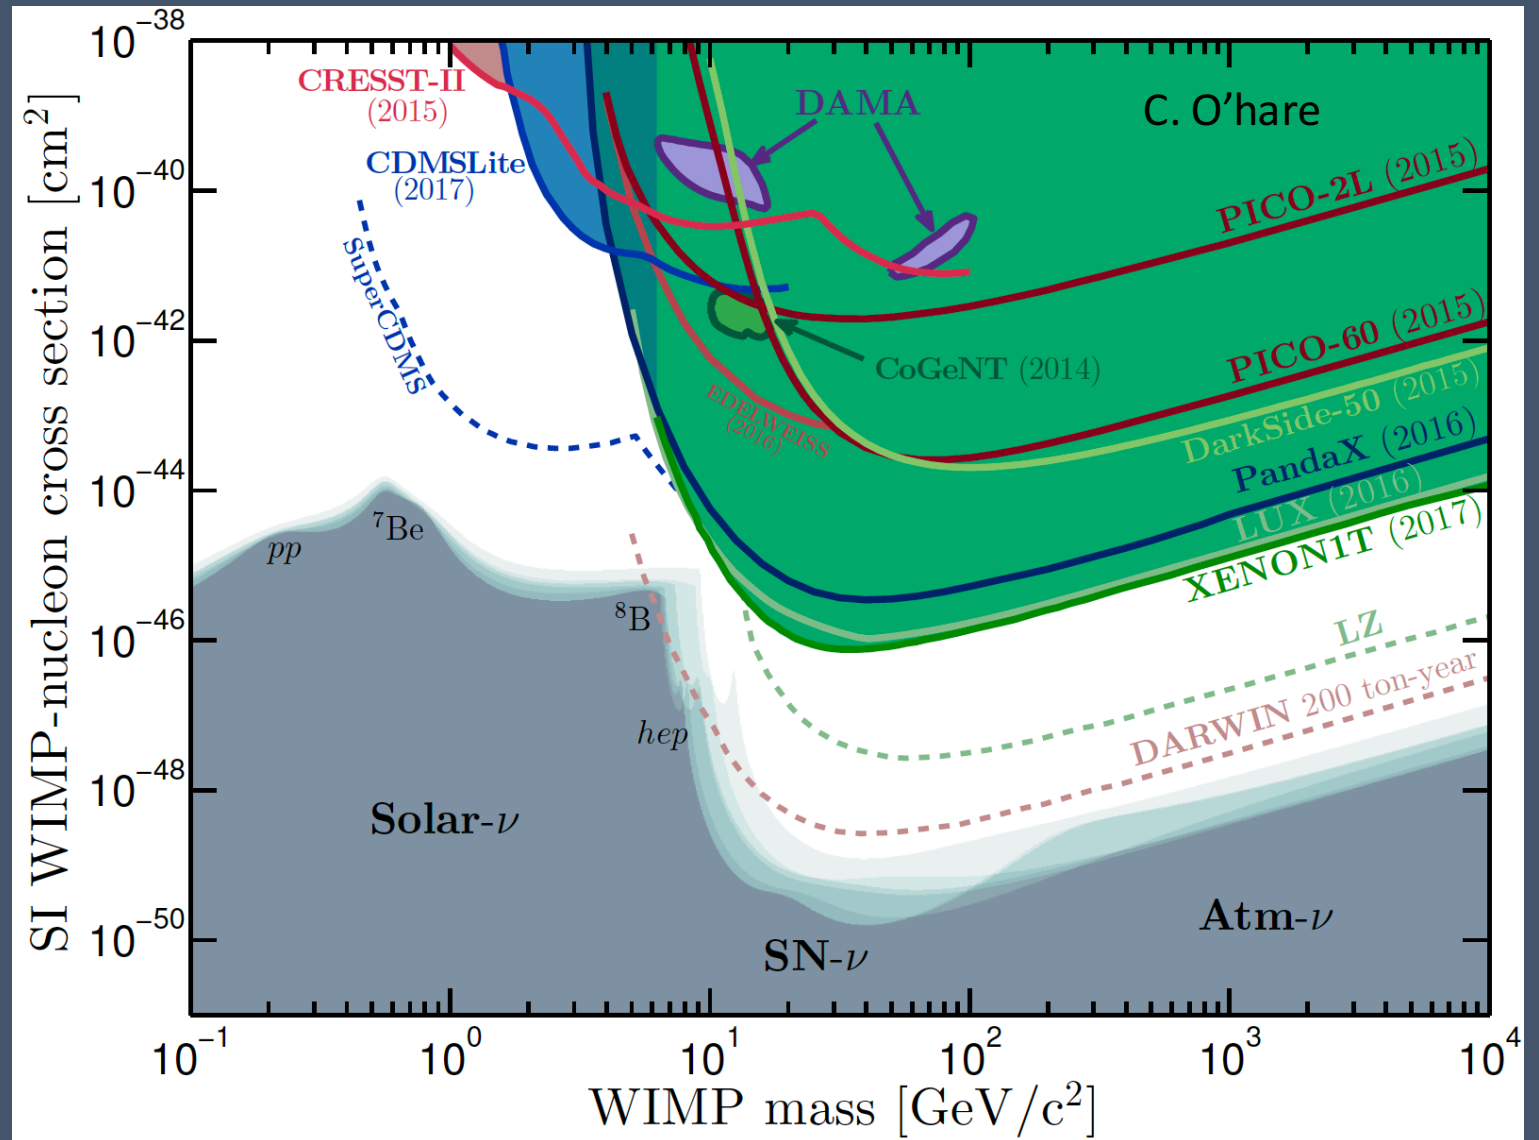 10⁻³⁸
10⁻⁴⁰
10⁻⁴²
10⁻⁴⁴
10⁻⁴⁶
10⁻⁴⁸
10⁻⁵⁰
SI WIMP-nucleon cross section [cm²]
CRESST-II
(2015)
CDMSLite
(2017)
SuperCDMS
DAMA
C. O'hare
PICO-2L (2015)
CoGeNT (2014)
PICO-60 (2015)
EDELWEISS
(2016)
DarkSide-50 (2015)
PandaX (2016)
LUX (2016)
XENON1T (2017)
LZ
DARWIN 200 ton-year
pp
⁷Be
⁸B
hep
Solar-ν
SN-ν
Atm-ν
10⁻¹
10⁰
10¹
10²
10³
10⁴
WIMP mass [GeV/c²]